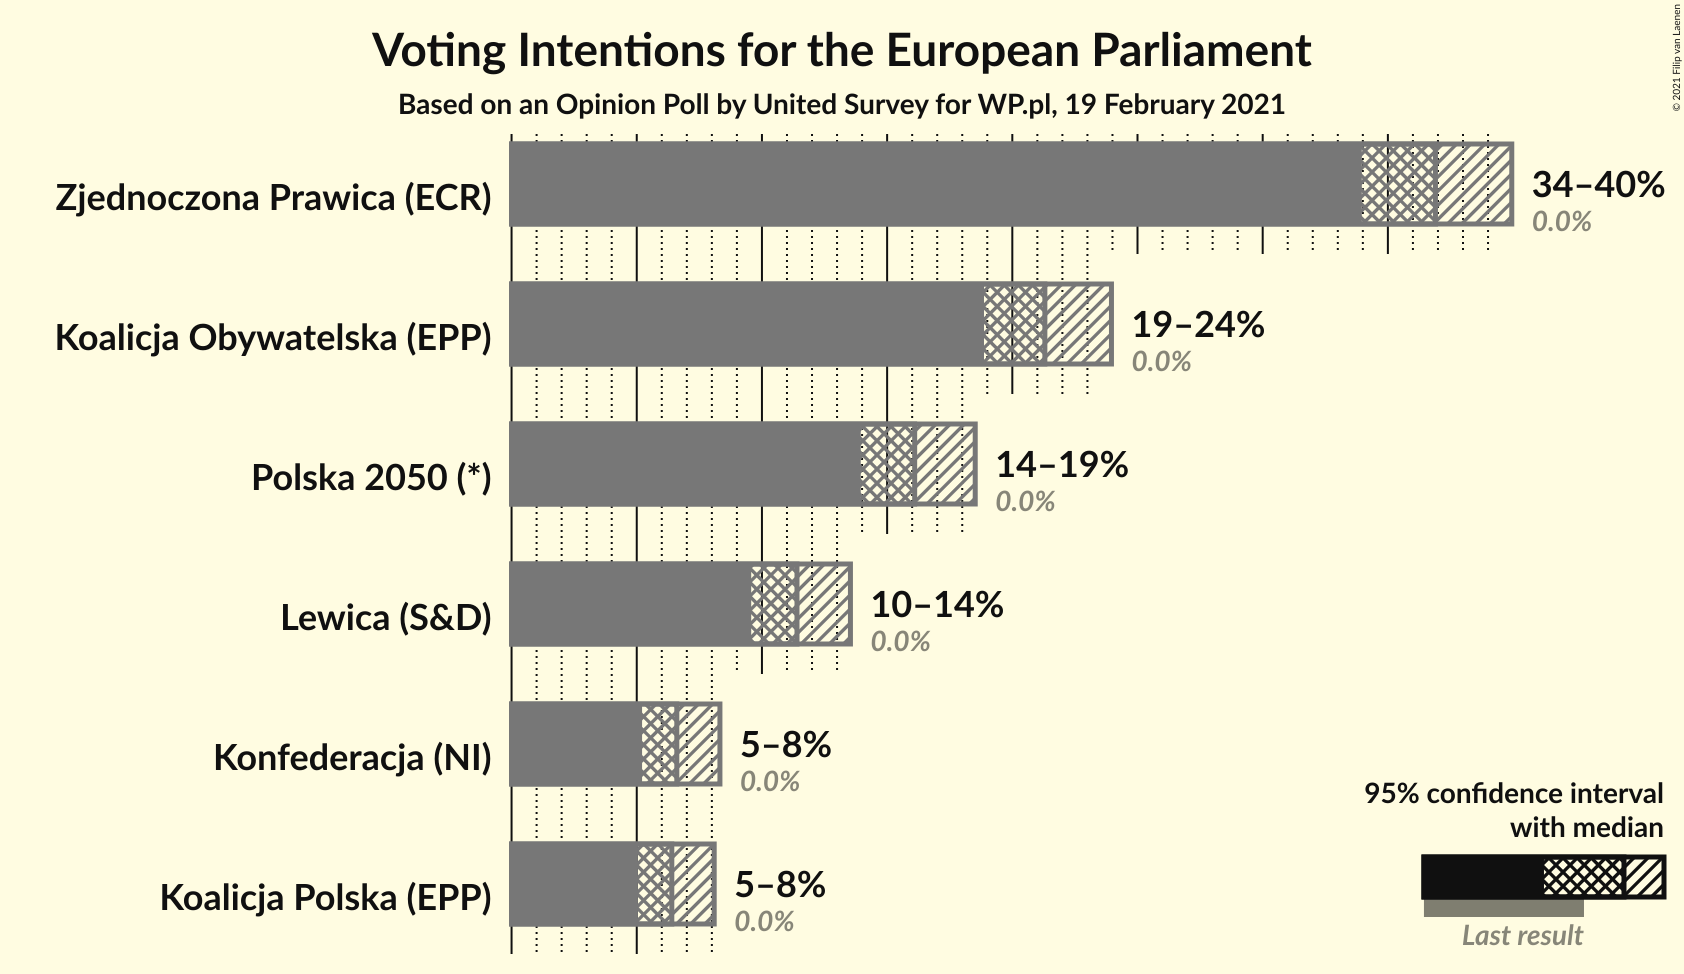 Voting Intentions for the European Parliament
Based on an Opinion Poll by United Survey for WP.pl, 19 February 2021
© 2021 Filip van Laenen
Zjednoczona Prawica (ECR)
34–40%
0.0%
Koalicja Obywatelska (EPP)
19–24%
0.0%
Polska 2050 (*)
14–19%
0.0%
Lewica (S&D)
10–14%
0.0%
Konfederacja (NI)
5–8%
0.0%
Koalicja Polska (EPP)
5–8%
0.0%
95% confidence interval
with median
Last result